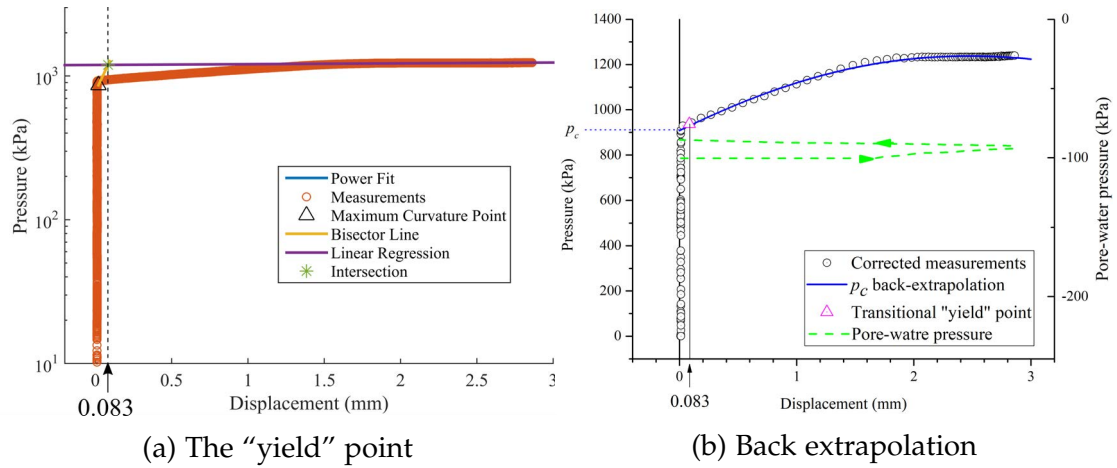 10³
10²
10¹
Pressure (kPa)
Power Fit
Measurements
Maximum Curvature Point
Bisector Line
Linear Regression
Intersection
0 0.5 1 1.5 2 2.5 3
0.083
Displacement (mm)
(a) The “yield” point
1400
1200
1000
p_c
800
600
400
200
0
Pressure (kPa)
0
-100
-200
Pore-water pressure (kPa)
Corrected measurements
p_c back-extrapolation
Transitional "yield" point
Pore-watre pressure
0 1 2 3
0.083
Displacement (mm)
(b) Back extrapolation